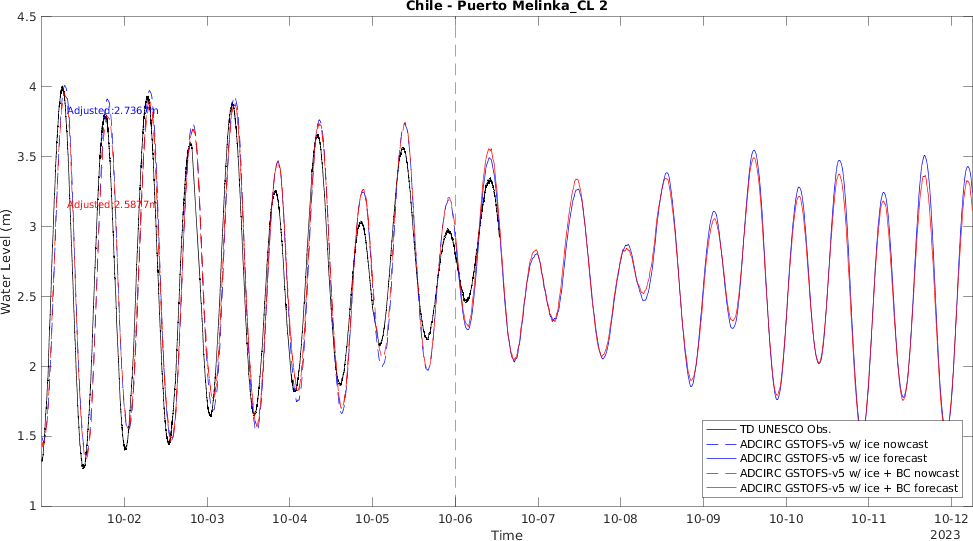 Chile - Puerto Melinka_CL 2
4.5
4
3.5
3
2.5
2
1.5
1
Water Level (m)
Adjusted:2.7367m
Adjusted:2.5877m
10-02
10-03
10-04
10-05
10-06
10-07
10-08
10-09
10-10
10-11
10-12
2023
Time
TD UNESCO Obs.
ADCIRC GSTOFS-v5 w/ ice nowcast
ADCIRC GSTOFS-v5 w/ ice forecast
ADCIRC GSTOFS-v5 w/ ice + BC nowcast
ADCIRC GSTOFS-v5 w/ ice + BC forecast